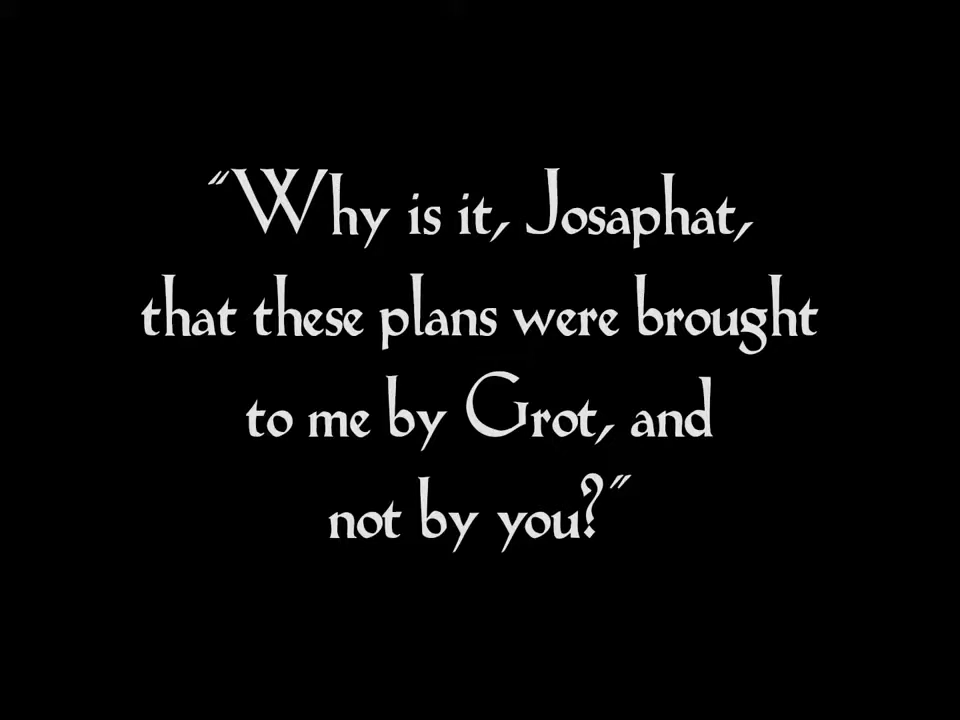 "Why is it, Josaphat,
that these plans were brought
to me by Grot, and
not by you?"